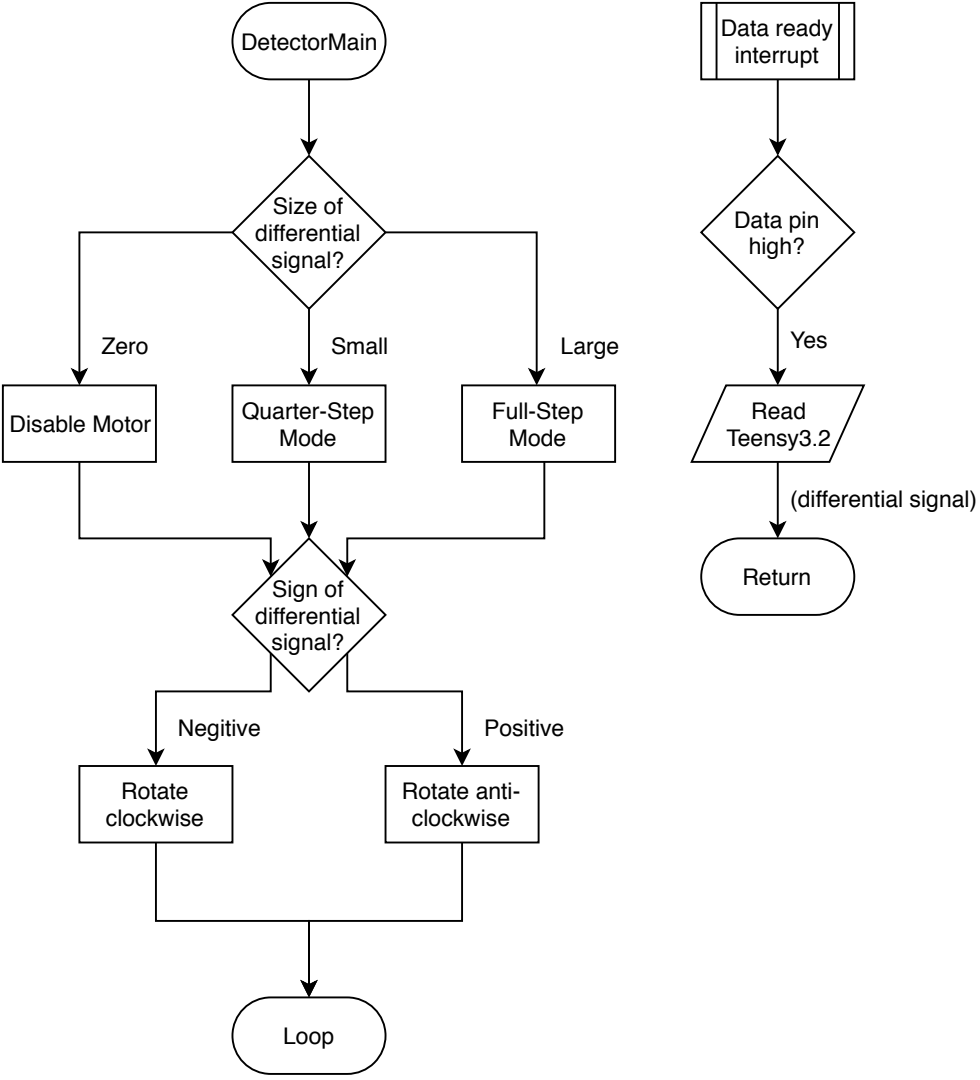 DetectorMain
Size of
differential
signal?
Zero
Small
Large
Disable Motor
Quarter-Step
Mode
Full-Step
Mode
Sign of
differential
signal?
Negitive
Positive
Rotate
clockwise
Rotate anti-
clockwise
Loop
Data ready
interrupt
Data pin
high?
Yes
Read
Teensy3.2
(differential signal)
Return